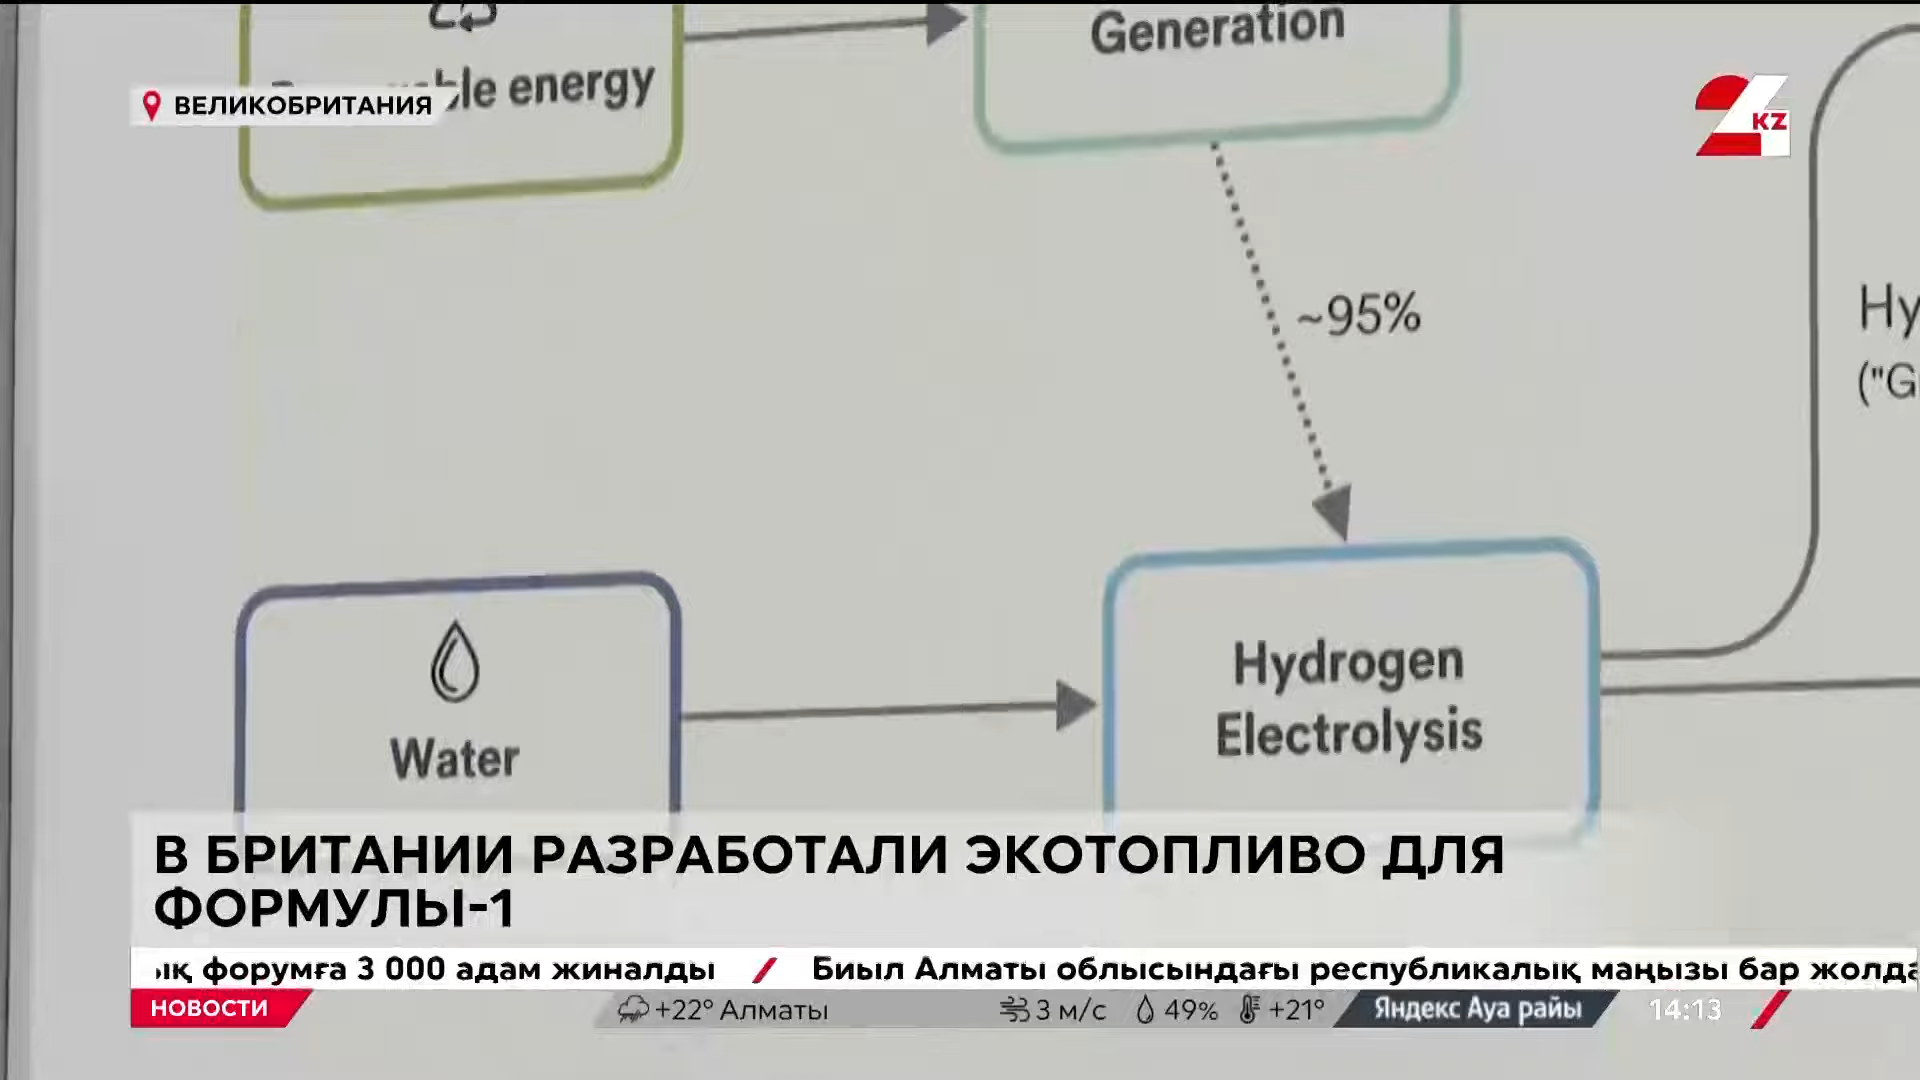 Generation
energy
ВЕЛИКОБРИТАНИЯ
KZ
~95%
Hy
("G
Hydrogen
Electrolysis
Water
В БРИТАНИИ РАЗРАБОТАЛИ ЭКОТОПЛИВО ДЛЯ
ФОРМУЛЫ-1
ық форумға 3 000 адам жиналды / Биыл Алматы облысындағы республикалық маңызы бар жолда
НОВОСТИ +22° Алматы 3 м/с 49% +21° Яндекс Ауа райы 14:13